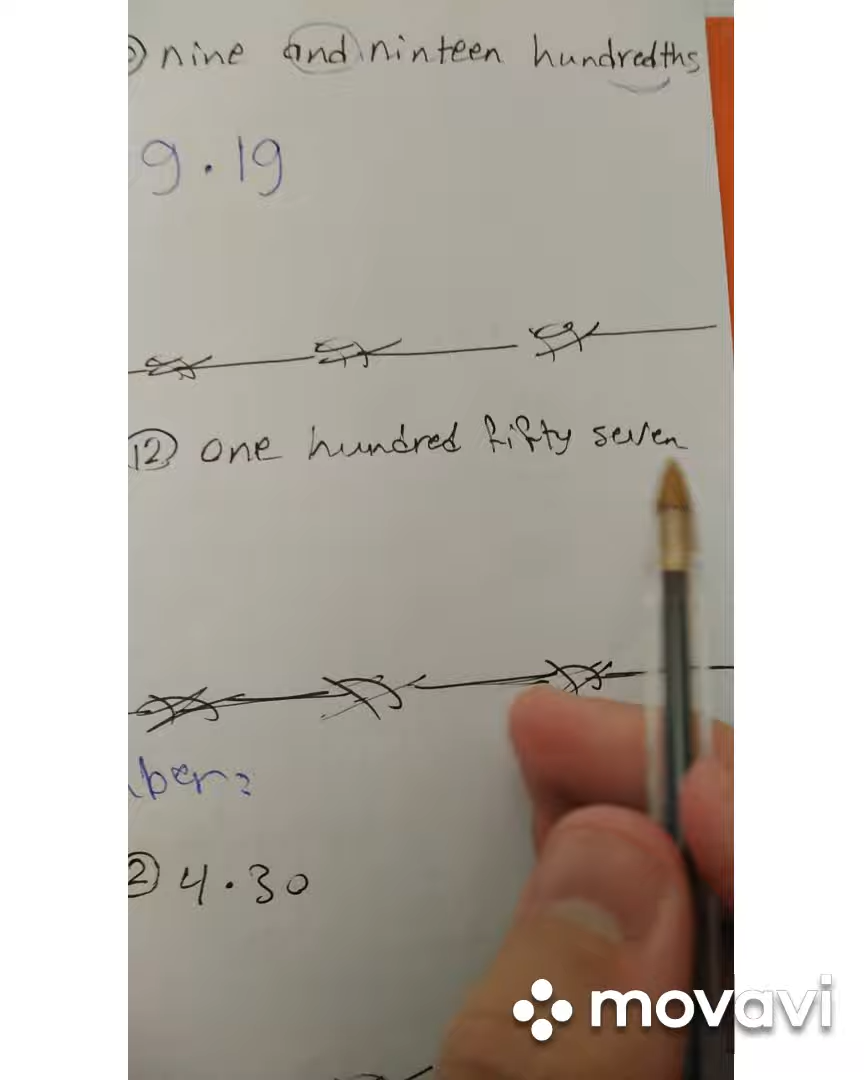 nine and ninteen hundredths
9.19
12 one hundred fifty seven
ber:
2 4.30
movavi